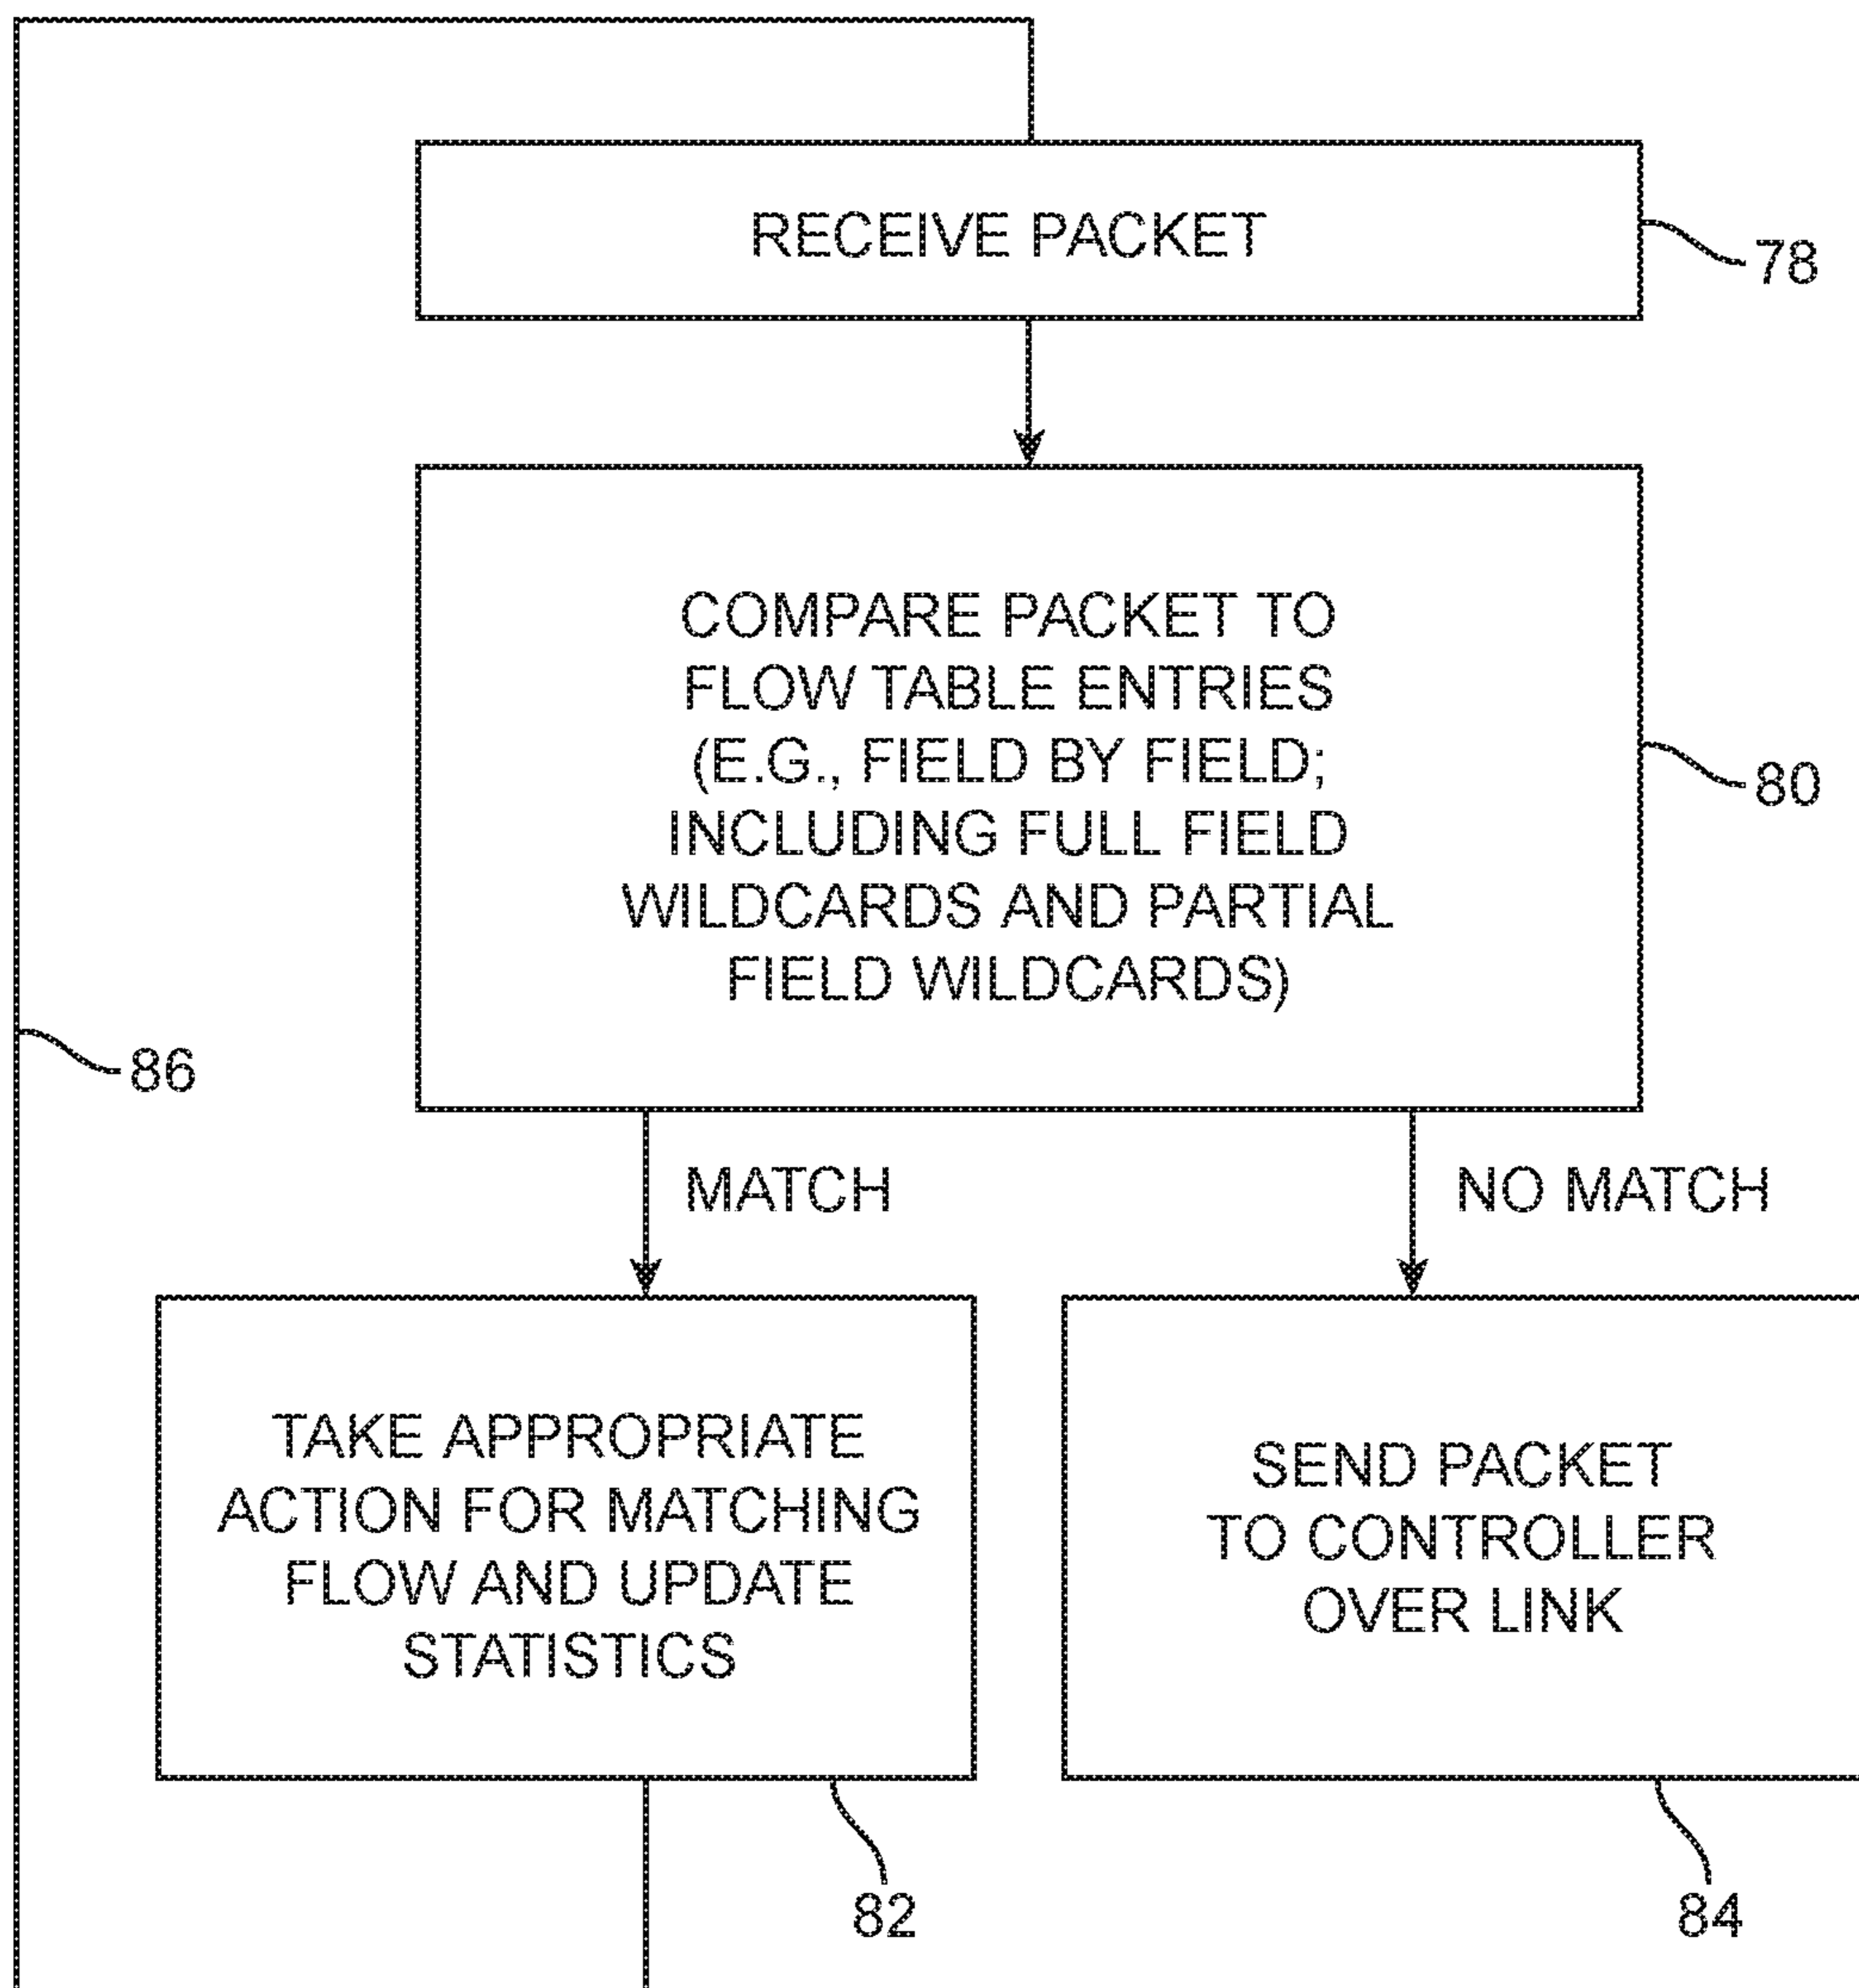 RECEIVE PACKET
78
COMPARE PACKET TO
FLOW TABLE ENTRIES
(E.G., FIELD BY FIELD;
INCLUDING FULL FIELD
WILDCARDS AND PARTIAL
FIELD WILDCARDS)
80
86
MATCH
NO MATCH
TAKE APPROPRIATE
ACTION FOR MATCHING
FLOW AND UPDATE
STATISTICS
SEND PACKET
TO CONTROLLER
OVER LINK
82
84